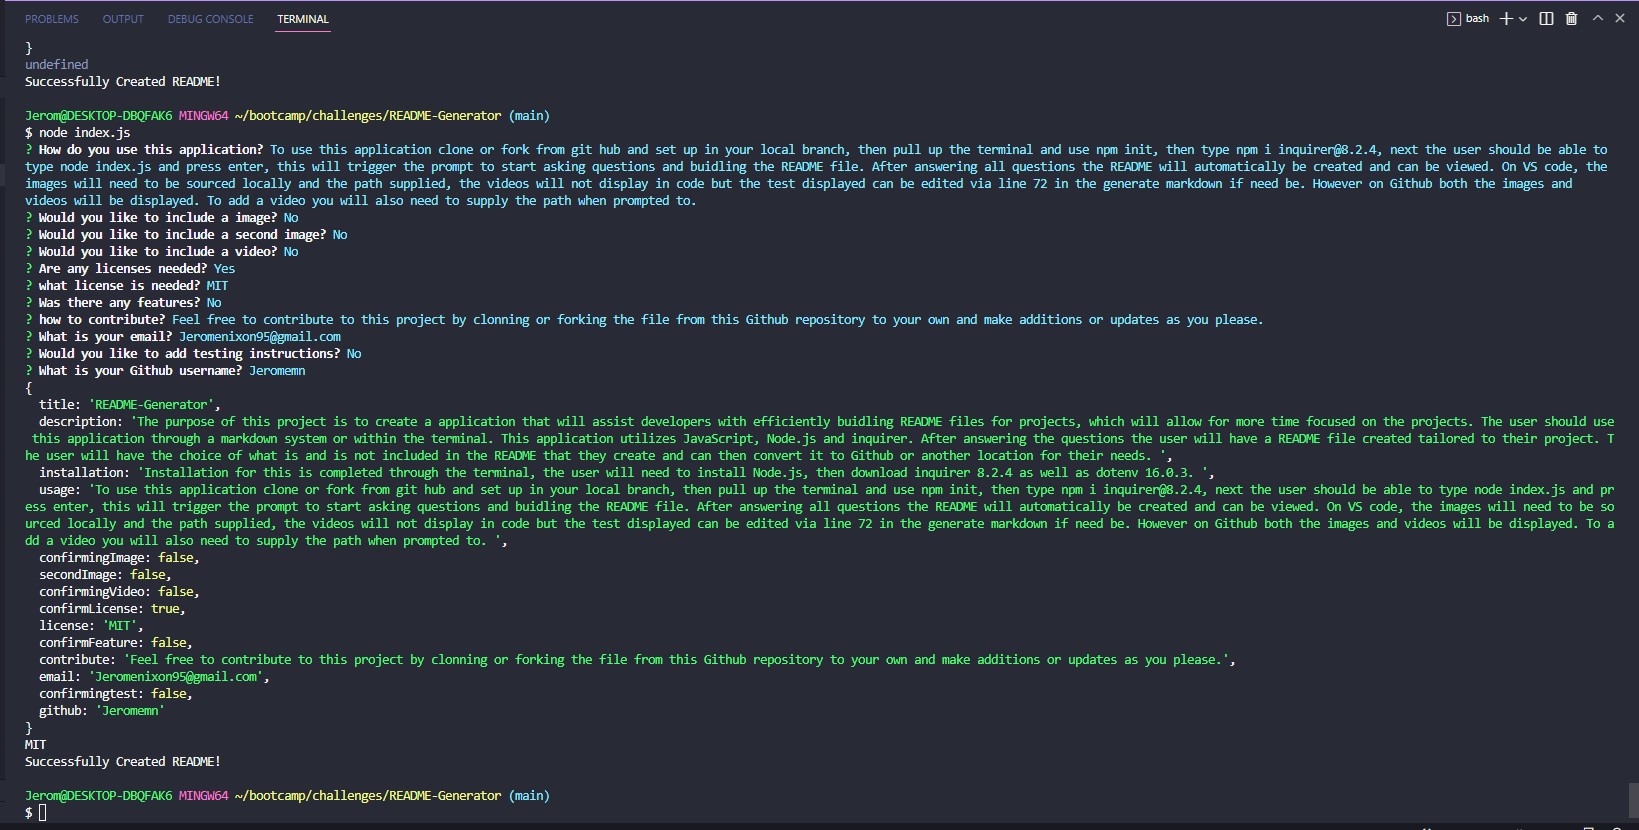 PROBLEMS OUTPUT DEBUG CONSOLE TERMINAL bash
}
undefined
Successfully Created README!
Jerom@DESKTOP-DBQFAK6 MINGW64 ~/bootcamp/challenges/README-Generator (main)
$ node index.js
? How do you use this application? To use this application clone or fork from git hub and set up in your local branch, then pull up the terminal and use npm init, then type npm i inquirer@8.2.4, next the user should be able to
type node index.js and press enter, this will trigger the prompt to start asking questions and buidling the README file. After answering all questions the README will automatically be created and can be viewed. On VS code, the
images will need to be sourced locally and the path supplied, the videos will not display in code but the test displayed can be edited via line 72 in the generate markdown if need be. However on Github both the images and
videos will be displayed. To add a video you will also need to supply the path when prompted to.
? Would you like to include a image? No
? Would you like to include a second image? No
? Would you like to include a video? No
? Are any licenses needed? Yes
? what license is needed? MIT
? Was there any features? No
? how to contribute? Feel free to contribute to this project by clonning or forking the file from this Github repository to your own and make additions or updates as you please.
? What is your email? Jeromenixon95@gmail.com
? Would you like to add testing instructions? No
? What is your Github username? Jeromemn
{
title: 'README-Generator',
description: 'The purpose of this project is to create a application that will assist developers with efficiently buidling README files for projects, which will allow for more time focused on the projects. The user should use
this application through a markdown system or within the terminal. This application utilizes JavaScript, Node.js and inquirer. After answering the questions the user will have a README file created tailored to their project. T
he user will have the choice of what is and is not included in the README that they create and can then convert it to Github or another location for their needs. ',
installation: 'Installation for this is completed through the terminal, the user will need to install Node.js, then download inquirer 8.2.4 as well as dotenv 16.0.3. ',
usage: 'To use this application clone or fork from git hub and set up in your local branch, then pull up the terminal and use npm init, then type npm i inquirer@8.2.4, next the user should be able to type node index.js and pr
ess enter, this will trigger the prompt to start asking questions and buidling the README file. After answering all questions the README will automatically be created and can be viewed. On VS code, the images will need to be so
urced locally and the path supplied, the videos will not display in code but the test displayed can be edited via line 72 in the generate markdown if need be. However on Github both the images and videos will be displayed. To a
dd a video you will also need to supply the path when prompted to. ',
confirmingImage: false,
secondImage: false,
confirmingVideo: false,
confirmLicense: true,
license: 'MIT',
confirmFeature: false,
contribute: 'Feel free to contribute to this project by clonning or forking the file from this Github repository to your own and make additions or updates as you please.',
email: 'Jeromenixon95@gmail.com',
confirmingtest: false,
github: 'Jeromemn'
}
MIT
Successfully Created README!
Jerom@DESKTOP-DBQFAK6 MINGW64 ~/bootcamp/challenges/README-Generator (main)
$